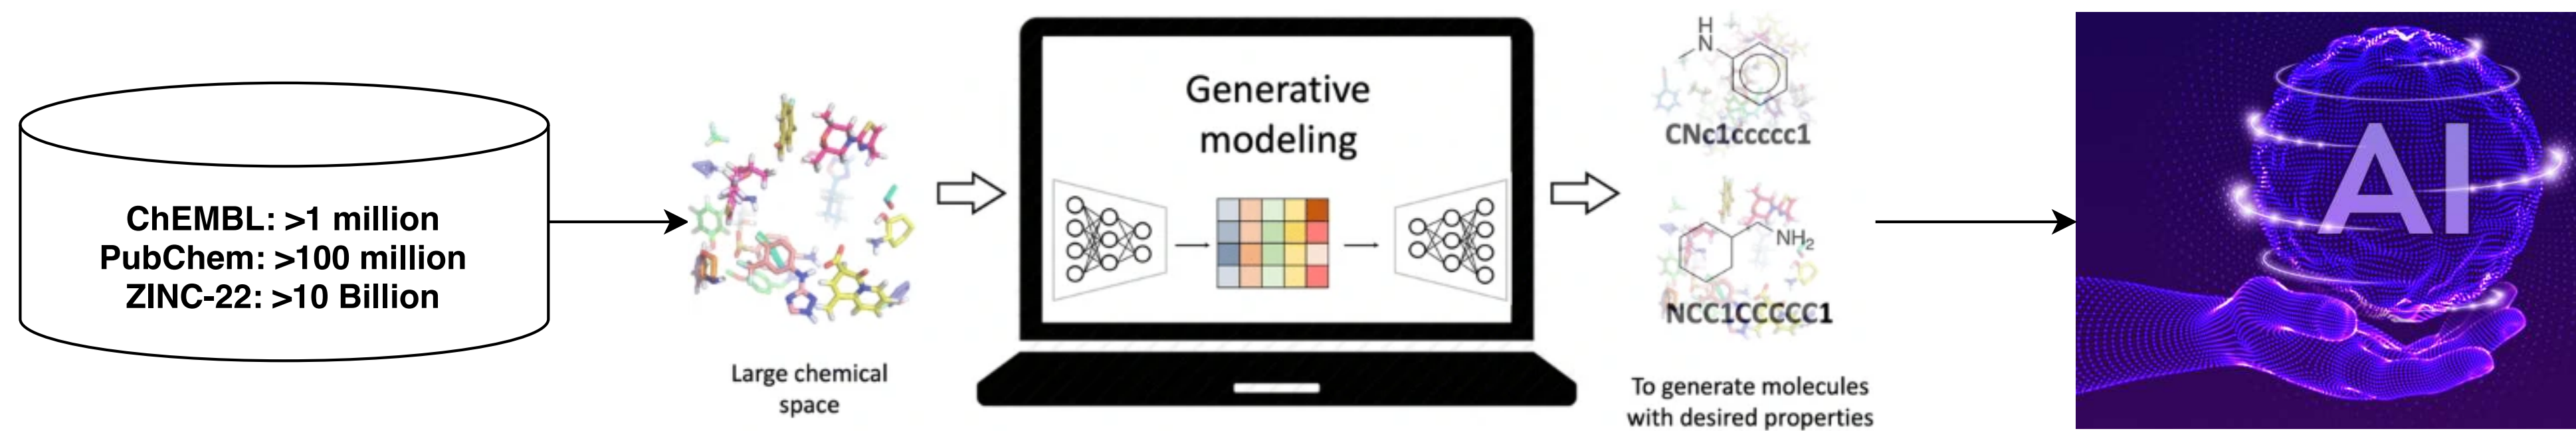 ChEMBL: >1 million
PubChem: >100 million
ZINC-22: >10 Billion
Large chemical
space
Generative
modeling
H
N
CNc1ccccc1
NH2
NCC1CCCCC1
To generate molecules
with desired properties
AI